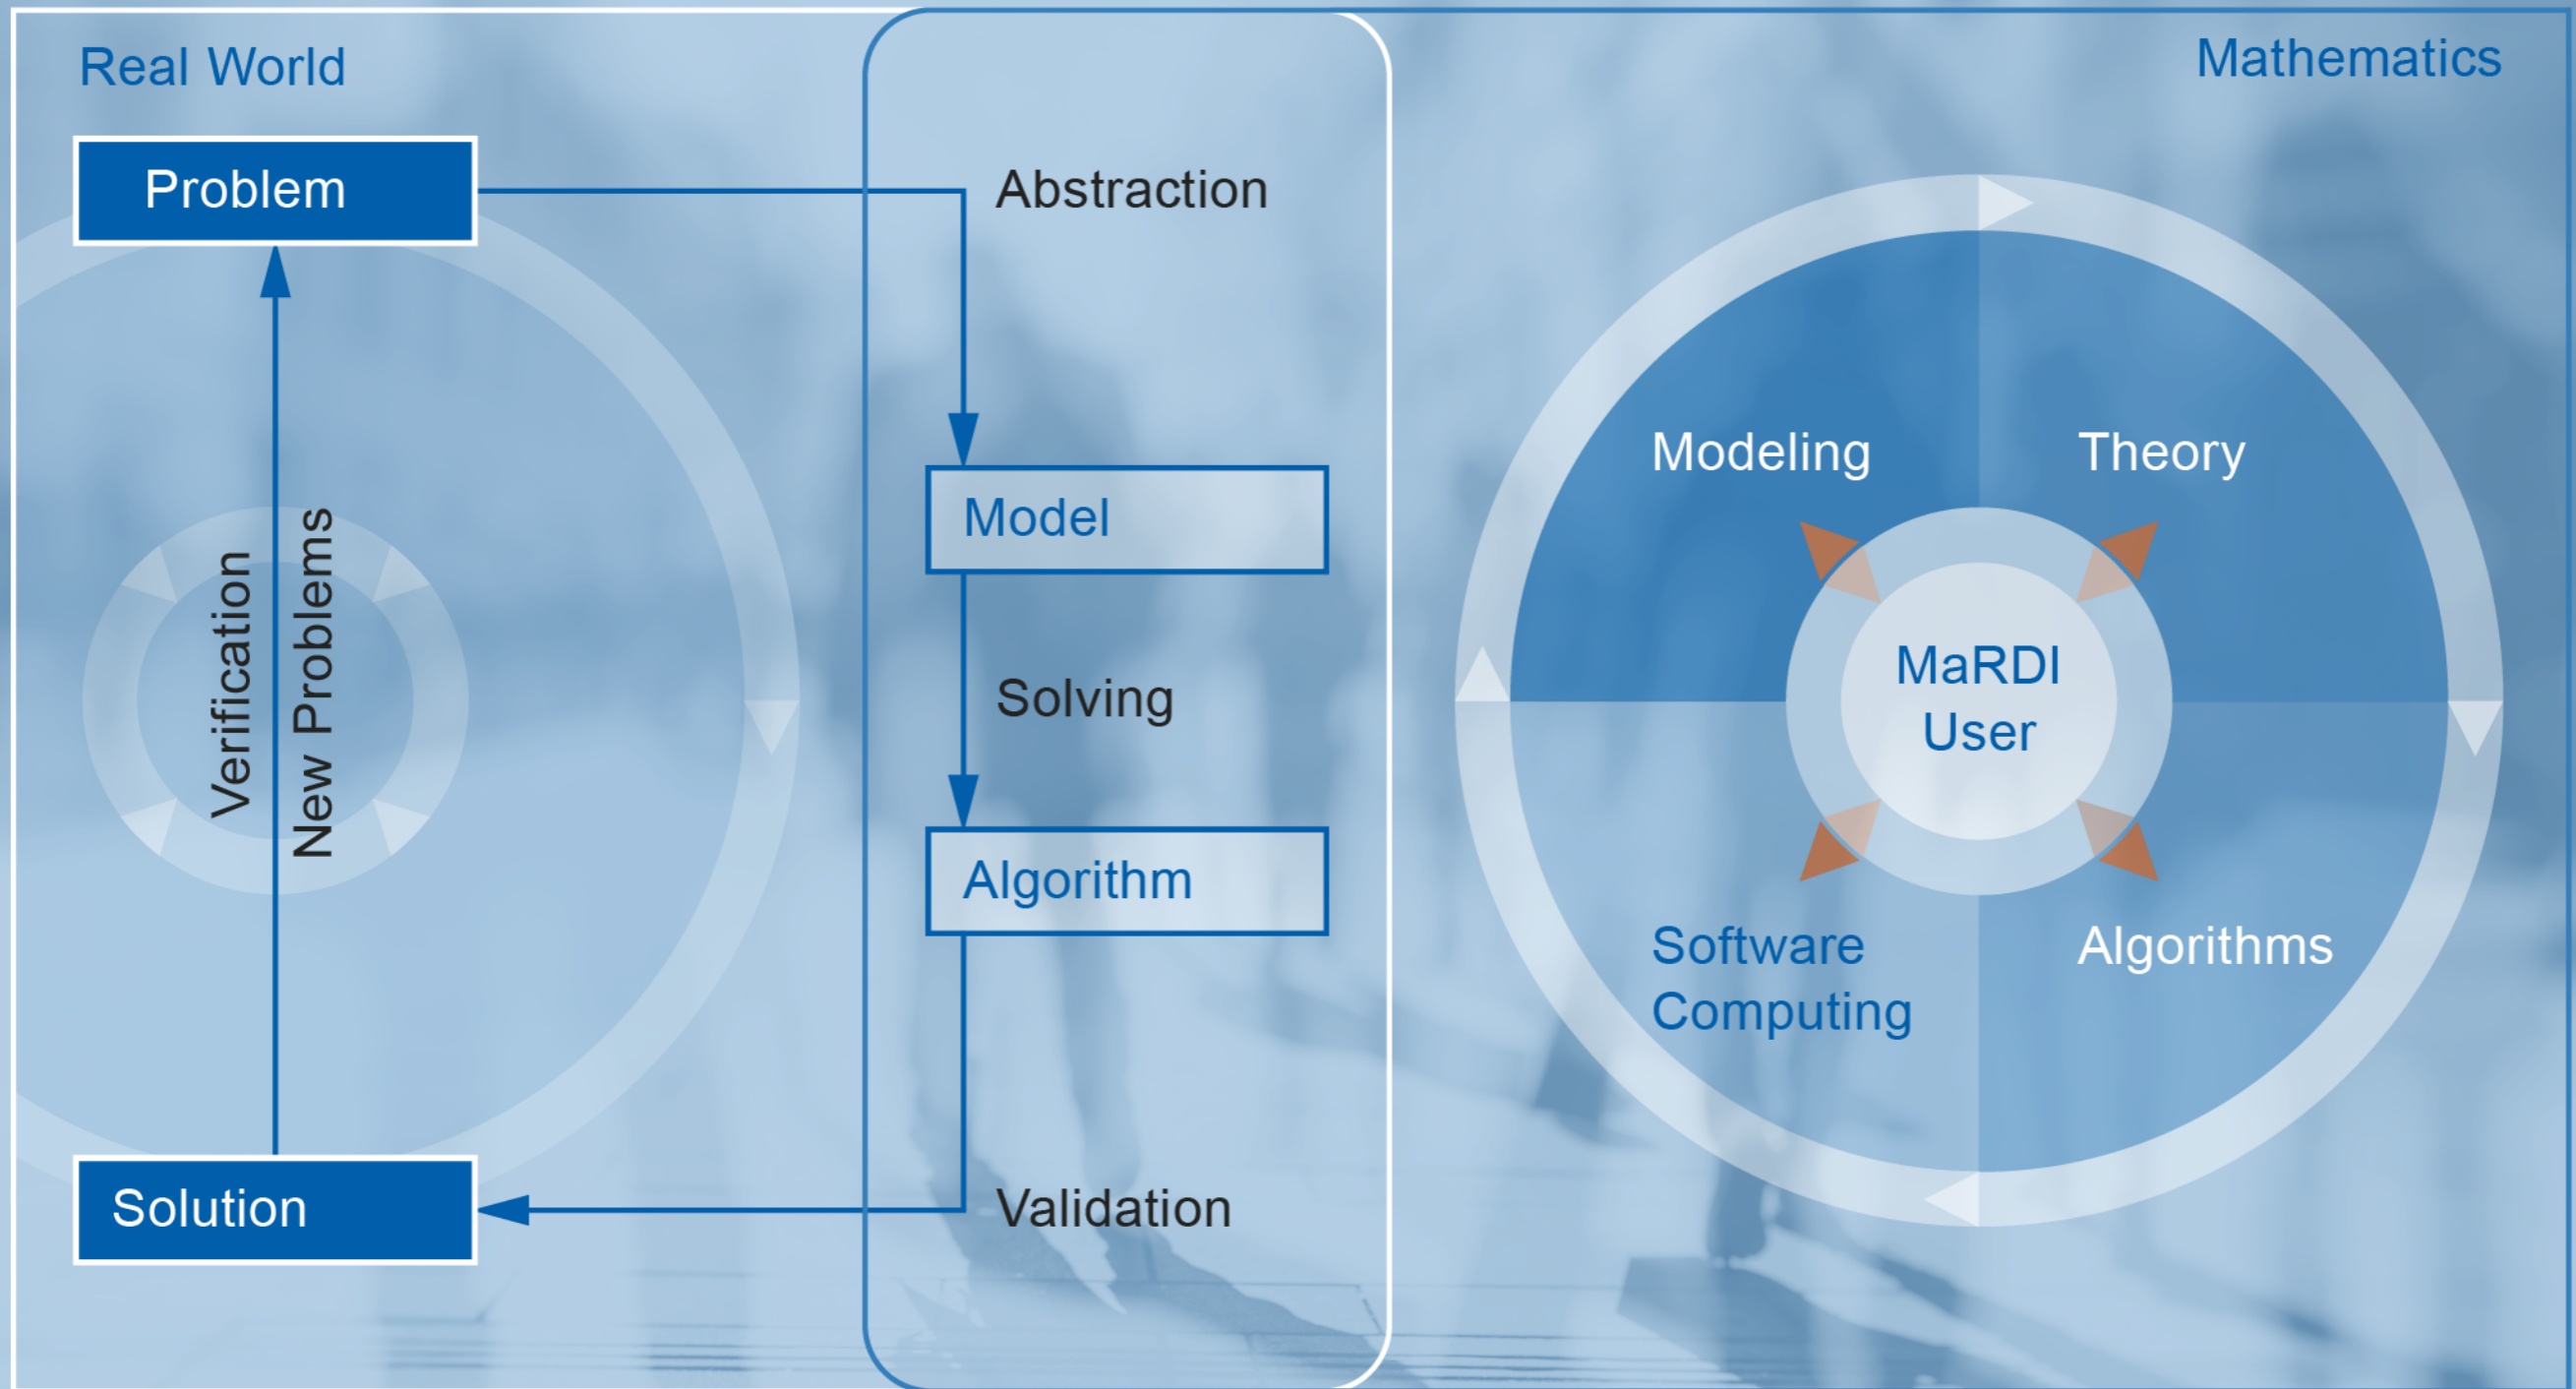 Real World
Mathematics
Problem
Abstraction
Model
Solving
Algorithm
Validation
Solution
Verification
New Problems
Modeling
Theory
MaRDI
User
Software
Computing
Algorithms